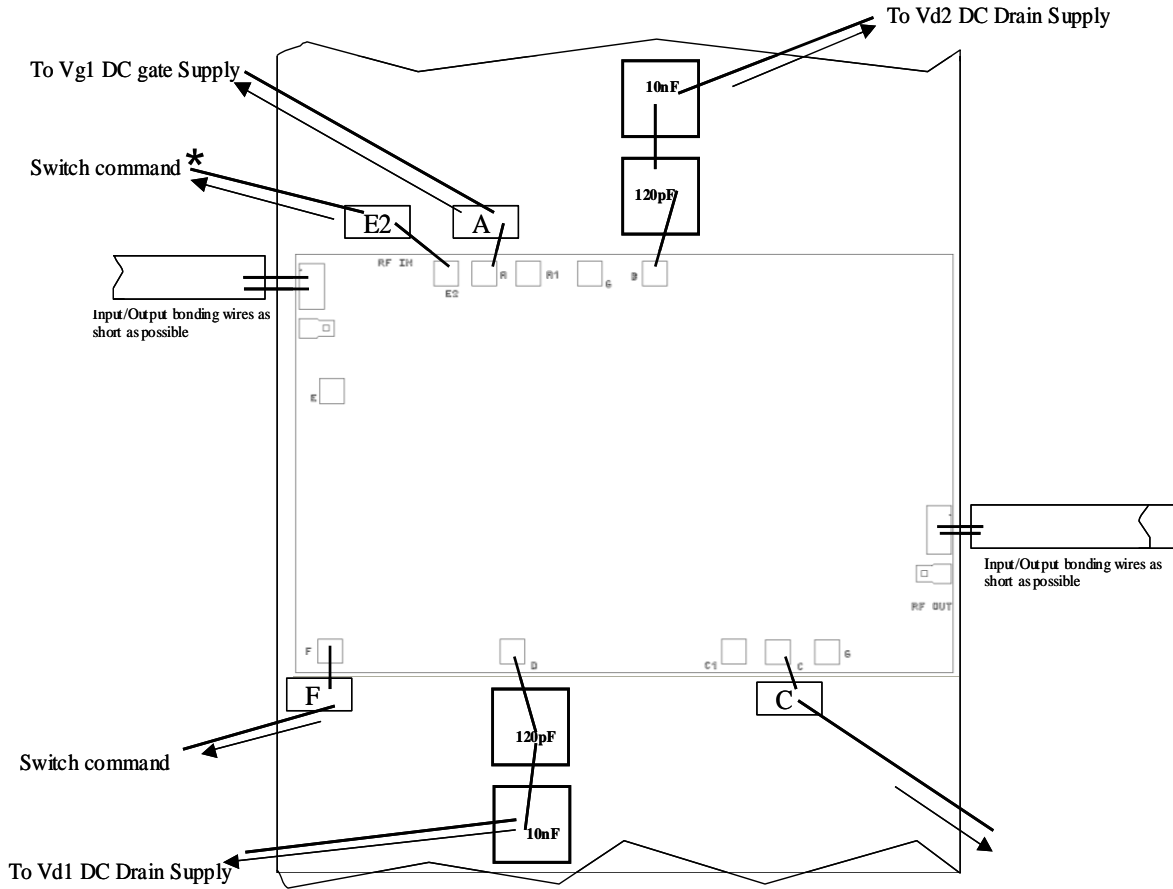 To Vd2 DC Drain Supply
To Vg1 DC gate Supply
10nF
Switch command *
120pF
E2
A
RF IN
E2
A
A1
G
B
Input/Output bonding wires as
short as possible
E
Input/Output bonding wires as
short as possible
RF OUT
F
D
C1
C
G
F
C
120pF
Switch command
10nF
To Vd1 DC Drain Supply